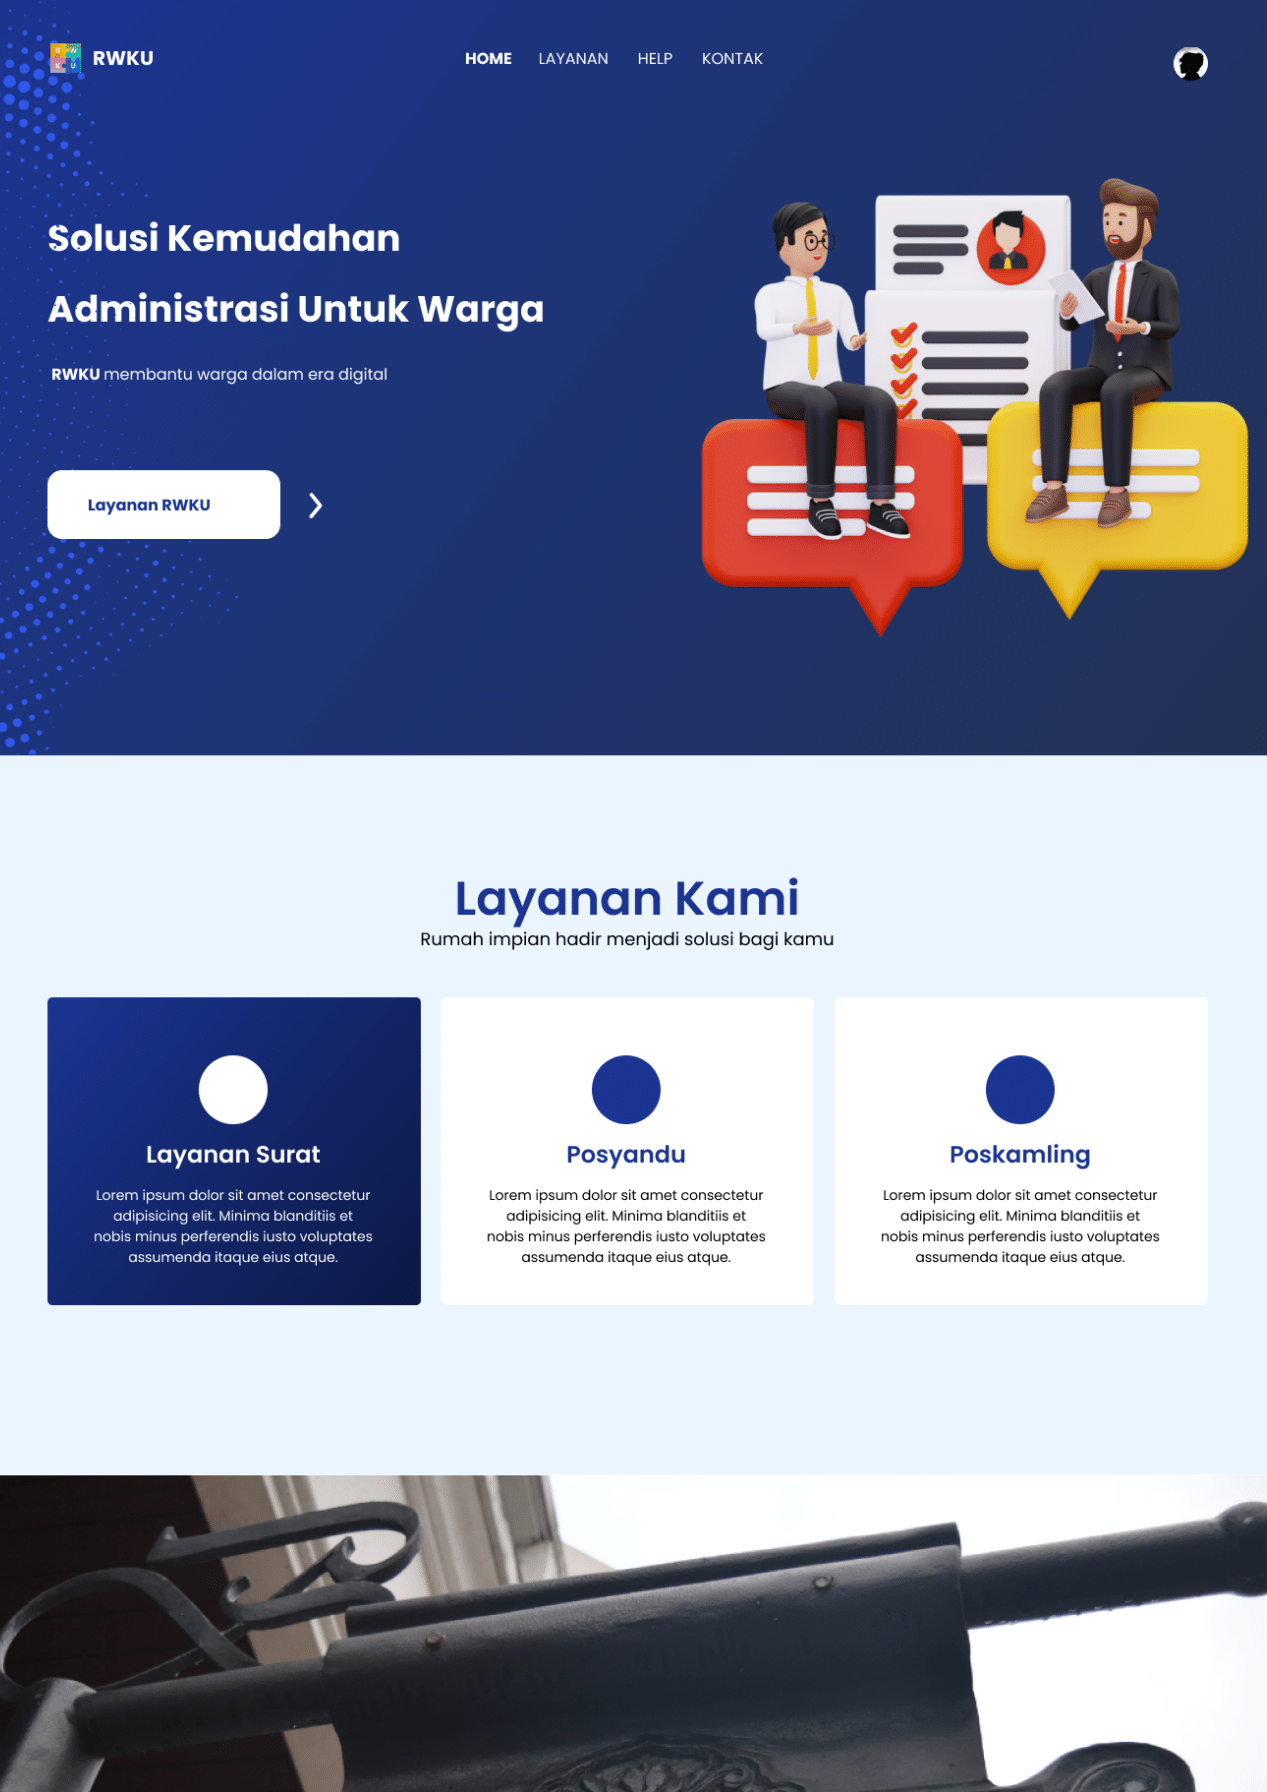 S W
K U
RWKU
HOME LAYANAN HELP KONTAK
Solusi Kemudahan
Administrasi Untuk Warga
RWKU membantu warga dalam era digital
Layanan RWKU
Layanan Kami
Rumah impian hadir menjadi solusi bagi kamu
Layanan Surat
Lorem ipsum dolor sit amet consectetur
adipisicing elit. Minima blanditiis et
nobis minus perferendis iusto voluptates
assumenda itaque eius atque.
Posyandu
Lorem ipsum dolor sit amet consectetur
adipisicing elit. Minima blanditiis et
nobis minus perferendis iusto voluptates
assumenda itaque eius atque.
Poskamling
Lorem ipsum dolor sit amet consectetur
adipisicing elit. Minima blanditiis et
nobis minus perferendis iusto voluptates
assumenda itaque eius atque.